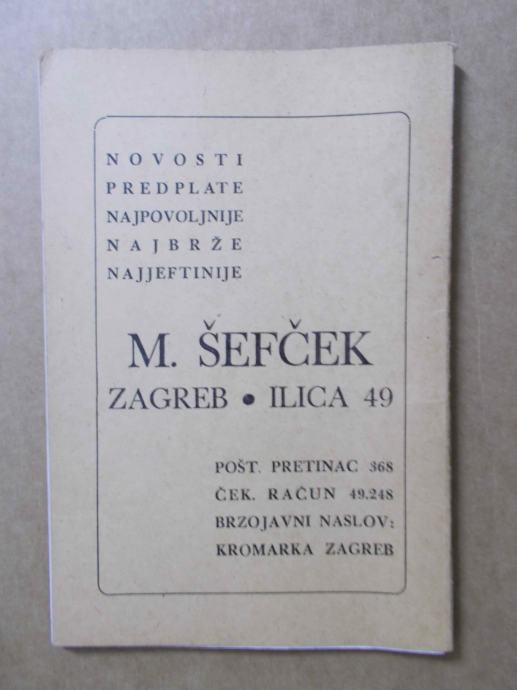 NOVOSTI
PREDPLATE
NAJPOVOLJNIJE
NAJBRŽE
NAJJEFTINIJE
M. ŠEFČEK
ZAGREB • ILICA 49
POŠT. PRETINAC 368
ČEK. RAČUN 49.248
BRZOJAVNI NASLOV:
KROMARKA ZAGREB